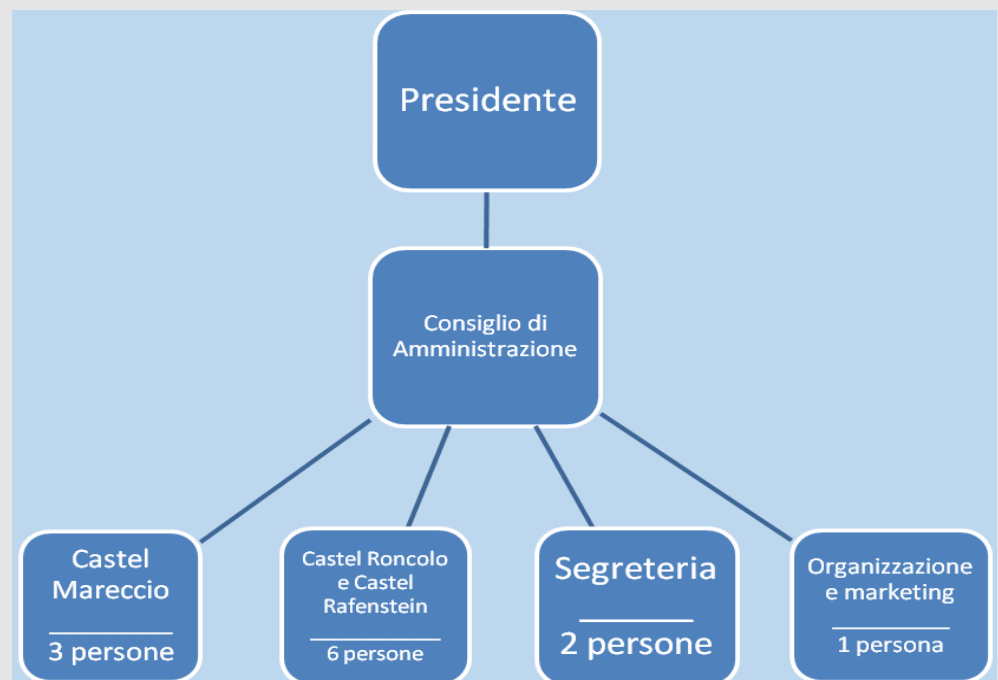 Presidente
Consiglio di
Amministrazione
Castel
Mareccio
3 persone
Castel Roncolo
e Castel
Rafenstein
6 persone
Segreteria
2 persone
Organizzazione
e marketing
1 persona